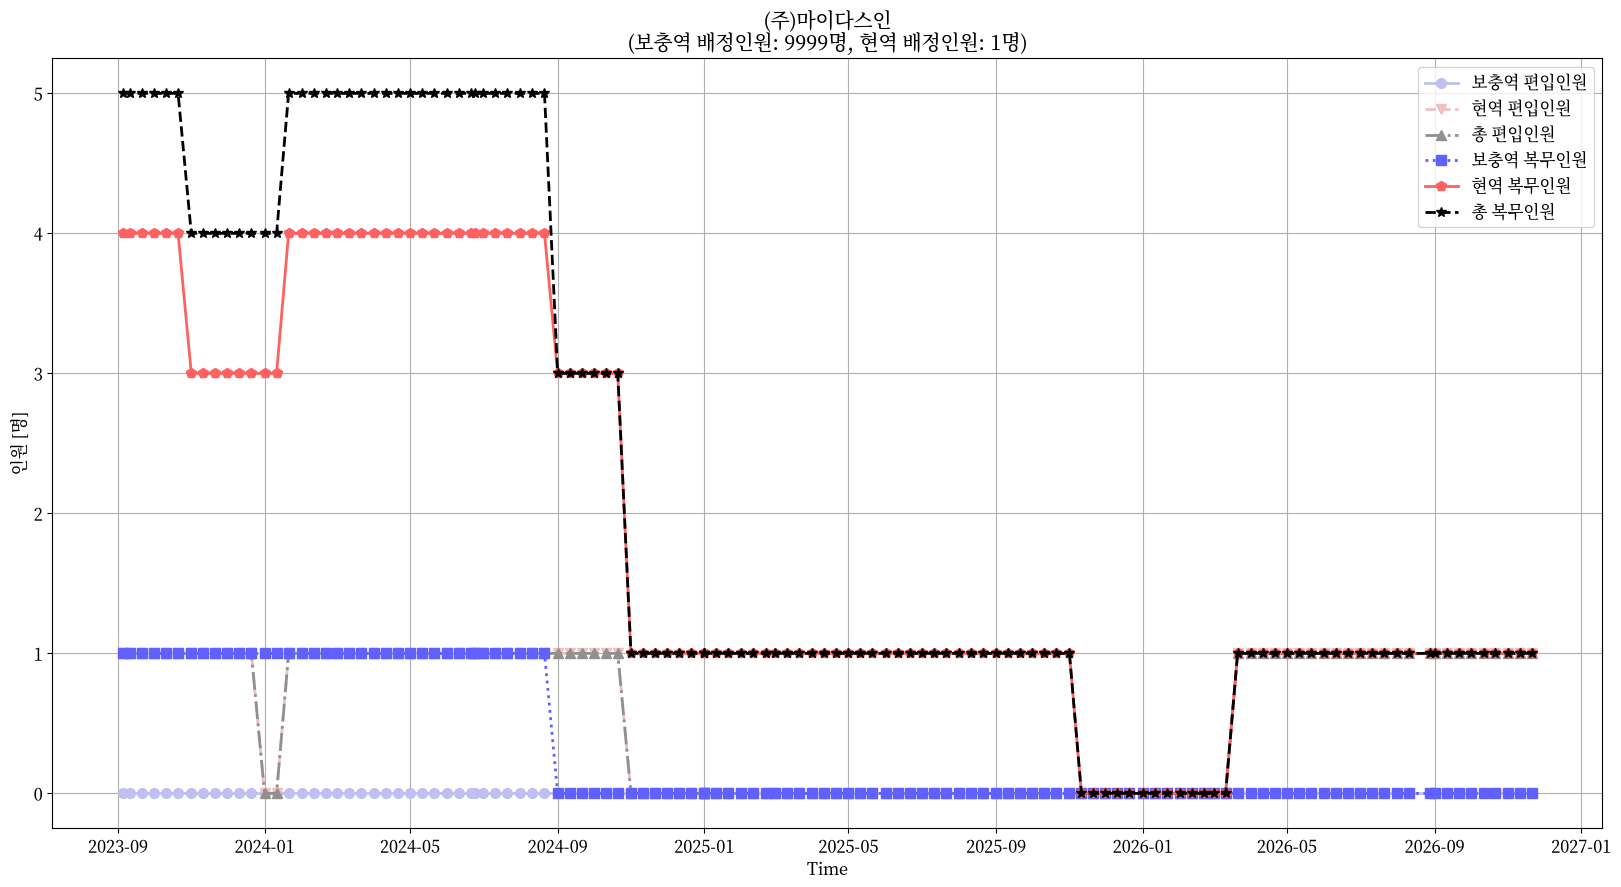 (주)마이다스인
(보충역 배정인원: 9999명, 현역 배정인원: 1명)
보충역 편입인원
현역 편입인원
총 편입인원
보충역 복무인원
현역 복무인원
총 복무인원
인원 [명]
5
4
3
2
1
0
2023-09
2024-01
2024-05
2024-09
2025-01
2025-05
2025-09
2026-01
2026-05
2026-09
2027-01
Time